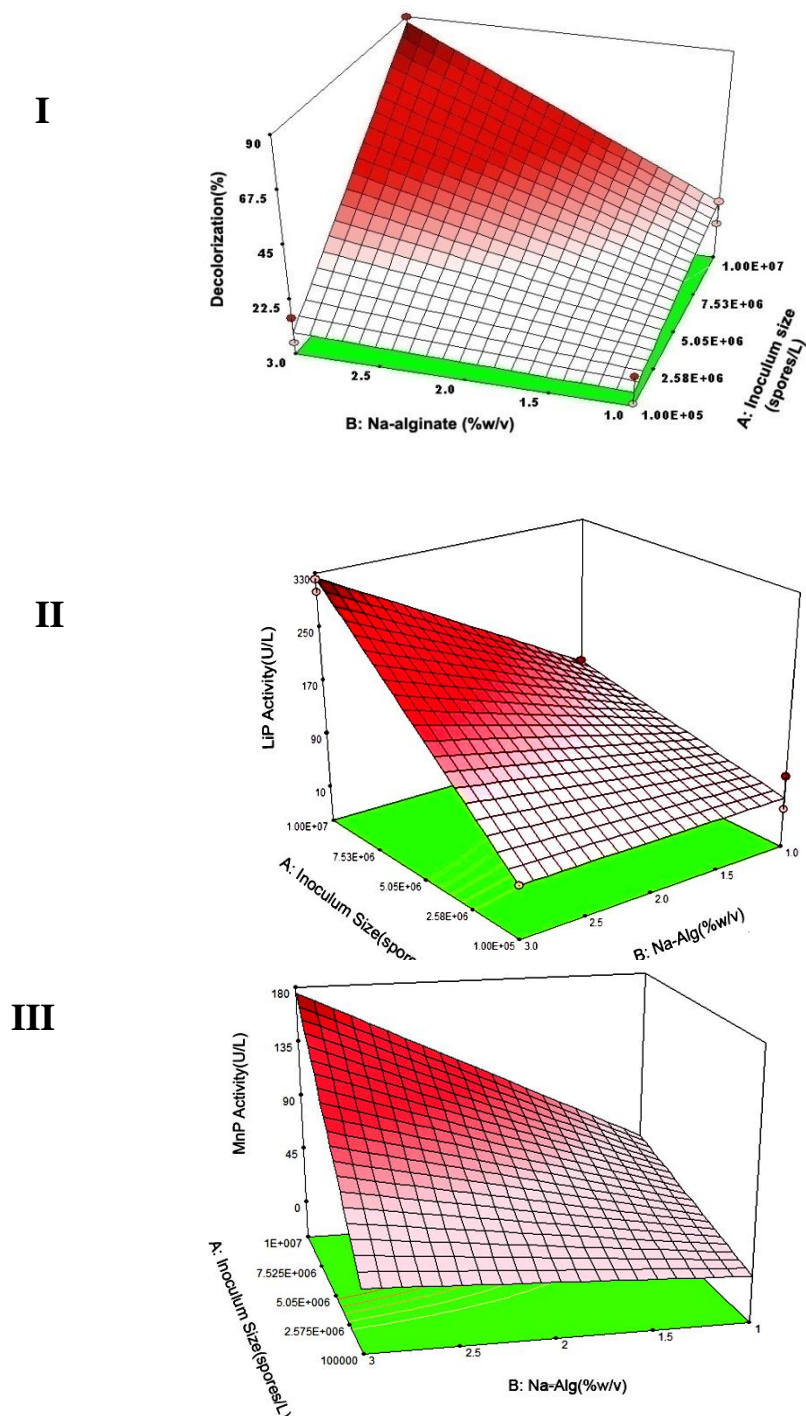 I
90
67.5
45
22.5
Decolorization(%)
3.0
2.5
2.0
1.5
1.0
B: Na-alginate (%w/v)
1.00E+07
7.53E+06
5.05E+06
2.58E+06
1.00E+05
A: Inoculum size
(spores/L)
II
330
250
170
90
10
LiP Activity(U/L)
1.00E+07
7.53E+06
5.05E+06
2.58E+06
1.00E+05
A: Inoculum Size(spores
3.0
2.5
2.0
1.5
1.0
B: Na-Alg(%w/v)
III
180
135
90
45
0
MnP Activity(U/L)
1E+007
7.525E+006
5.05E+006
2.575E+006
100000
A: Inoculum Size(spores/L)
3
2.5
2
1.5
1
B: Na-Alg(%w/v)